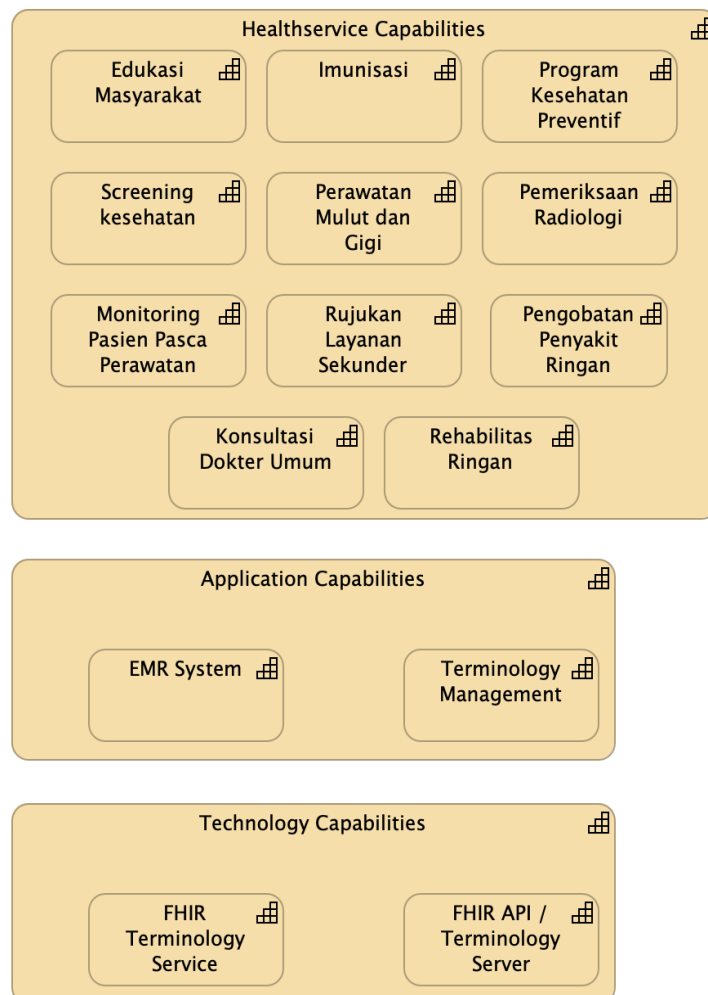 Healthservice Capabilities
Edukasi
Masyarakat
Imunisasi
Program
Kesehatan
Preventif
Screening
kesehatan
Perawatan
Mulut dan
Gigi
Pemeriksaan
Radiologi
Monitoring
Pasien Pasca
Perawatan
Rujukan
Layanan
Sekunder
Pengobatan
Penyakit
Ringan
Konsultasi
Dokter Umum
Rehabilitas
Ringan
Application Capabilities
EMR System
Terminology
Management
Technology Capabilities
FHIR
Terminology
Service
FHIR API /
Terminology
Server